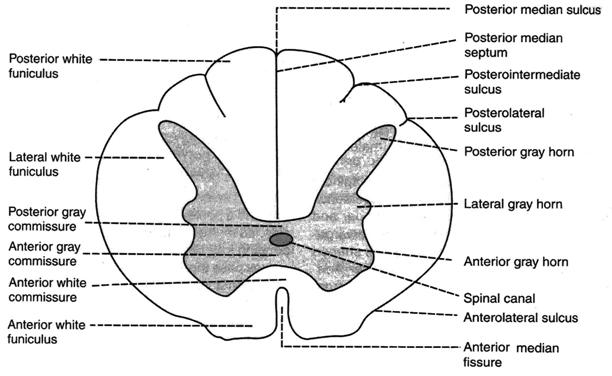 Posterior median sulcus
Posterior median
septum
Posterointermediate
sulcus
Posterolateral
sulcus
Posterior gray horn
Lateral gray horn
Anterior gray horn
Spinal canal
Anterolateral sulcus
Anterior median
fissure
Posterior white
funiculus
Lateral white
funiculus
Posterior gray
commissure
Anterior gray
commissure
Anterior white
commissure
Anterior white
funiculus